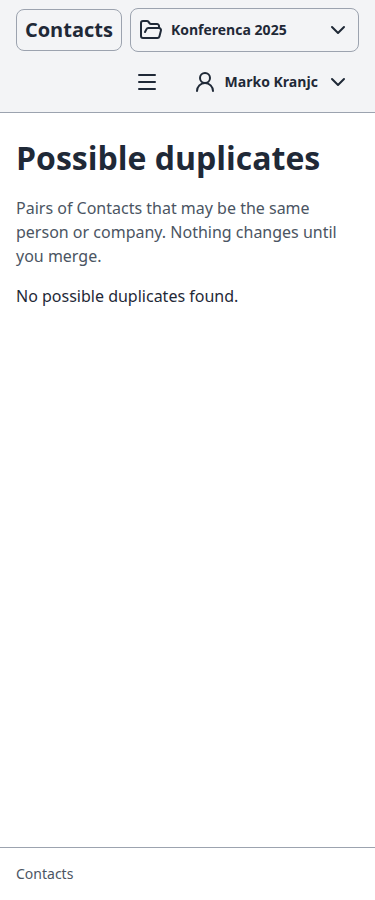 Contacts
Konferenca 2025
Marko Kranjc
Possible duplicates
Pairs of Contacts that may be the same
person or company. Nothing changes until
you merge.
No possible duplicates found.
Contacts